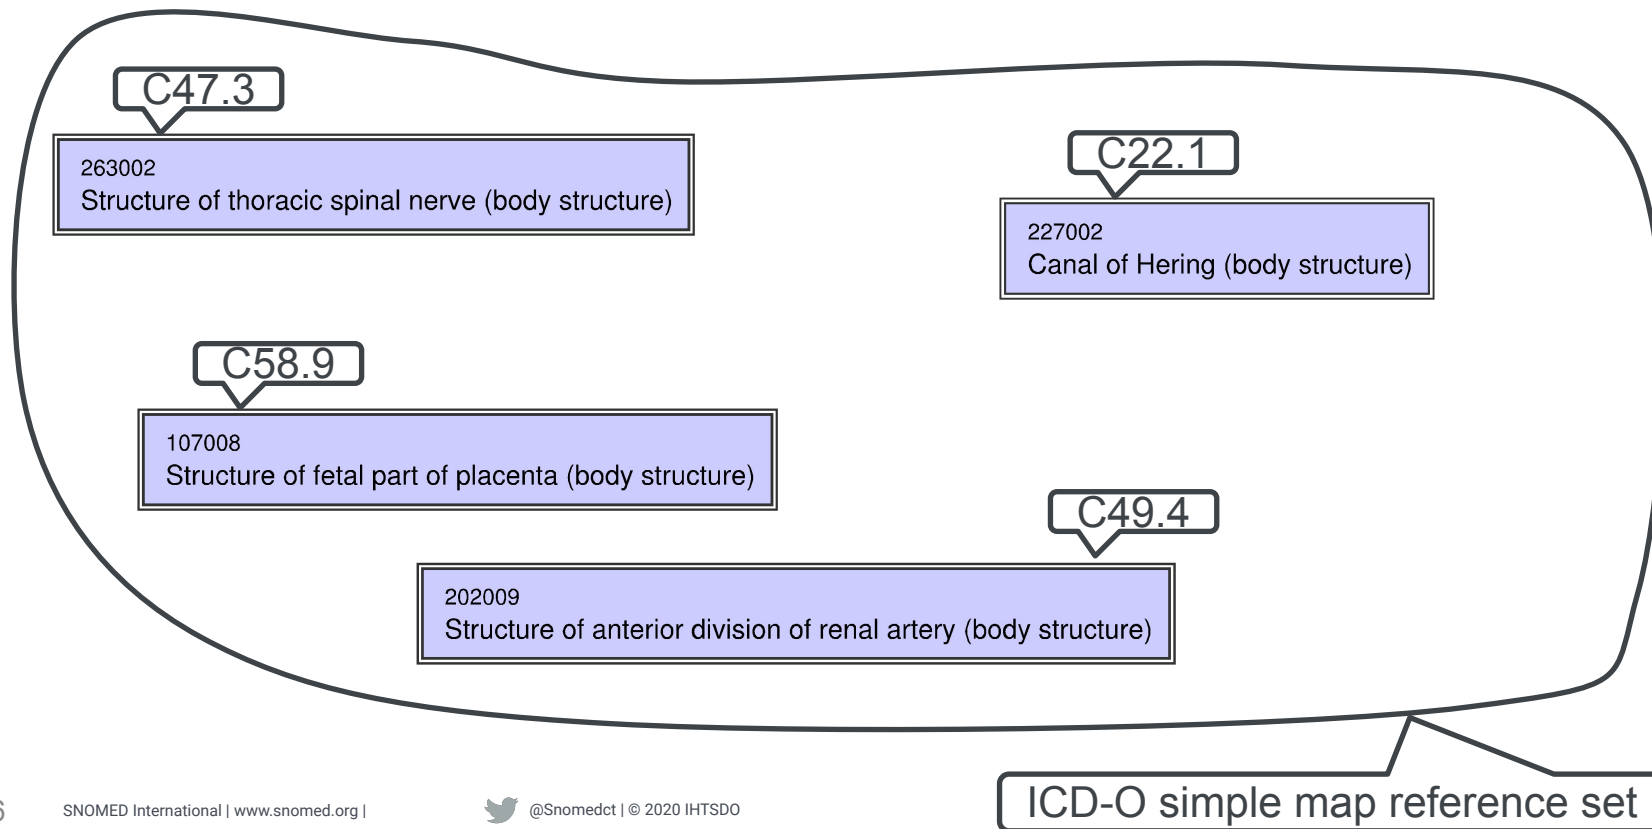 C47.3
263002
Structure of thoracic spinal nerve (body structure)
C22.1
227002
Canal of Hering (body structure)
C58.9
107008
Structure of fetal part of placenta (body structure)
C49.4
202009
Structure of anterior division of renal artery (body structure)
ICD-O simple map reference set
6 SNOMED International | www.snomed.org | @Snomedct | © 2020 IHTSDO